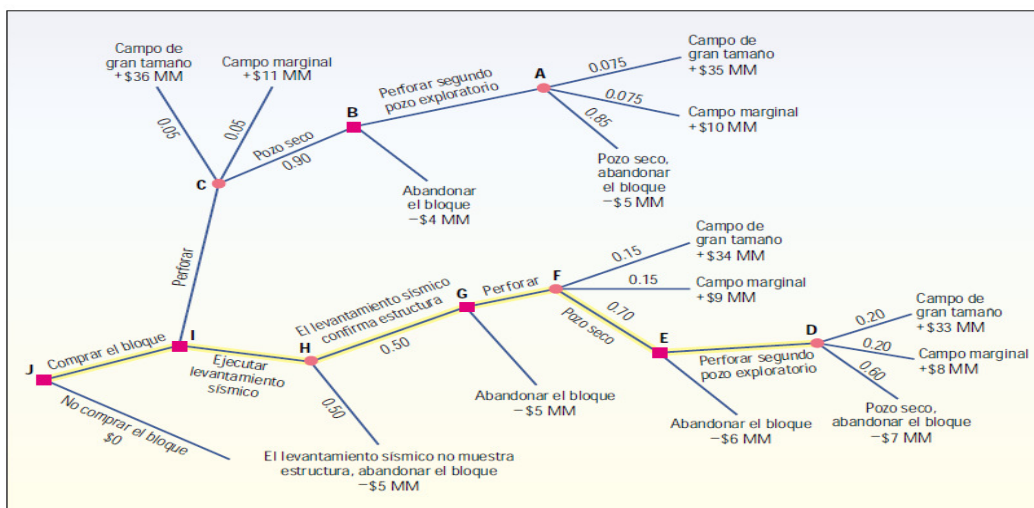 Campo de
gran tamaño
+$36 MM
Campo marginal
+$11 MM
0.05
0.05
C
Pozo seco
0.90
B
Abandonar
el bloque
−$4 MM
Perforar segundo
pozo exploratorio
A
0.075
Campo de
gran tamaño
+$35 MM
0.075
Campo marginal
+$10 MM
0.85
Pozo seco,
abandonar
el bloque
−$5 MM
Perforar
J
Comprar el bloque
No comprar el bloque
$0
I
Ejecutar
levantamiento
sísmico
H
El levantamiento sísmico
confirma estructura
0.50
0.50
El levantamiento sísmico no muestra
estructura, abandonar el bloque
−$5 MM
G
Perforar
Abandonar el bloque
−$5 MM
F
0.15
Campo de
gran tamaño
+$34 MM
0.15
Campo marginal
+$9 MM
0.70
Pozo seco
E
Abandonar el bloque
−$6 MM
Perforar segundo
pozo exploratorio
D
0.20
Campo de
gran tamaño
+$33 MM
0.20
Campo marginal
+$8 MM
0.60
Pozo seco,
abandonar el bloque
−$7 MM